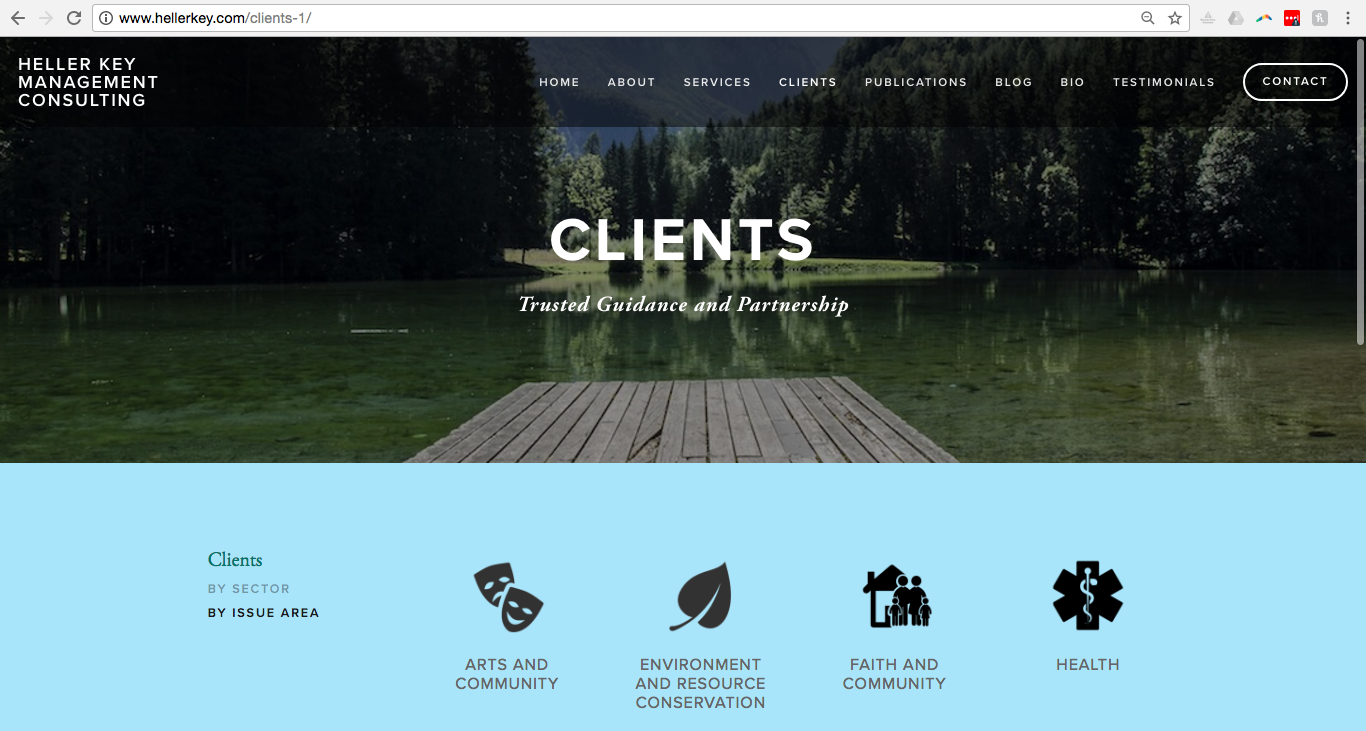 www.hellerkey.com/clients-1/
HELLER KEY
MANAGEMENT
CONSULTING
HOME ABOUT SERVICES CLIENTS PUBLICATIONS BLOG BIO TESTIMONIALS CONTACT
CLIENTS
Trusted Guidance and Partnership
Clients
BY SECTOR
BY ISSUE AREA
ARTS AND
COMMUNITY
ENVIRONMENT
AND RESOURCE
CONSERVATION
FAITH AND
COMMUNITY
HEALTH